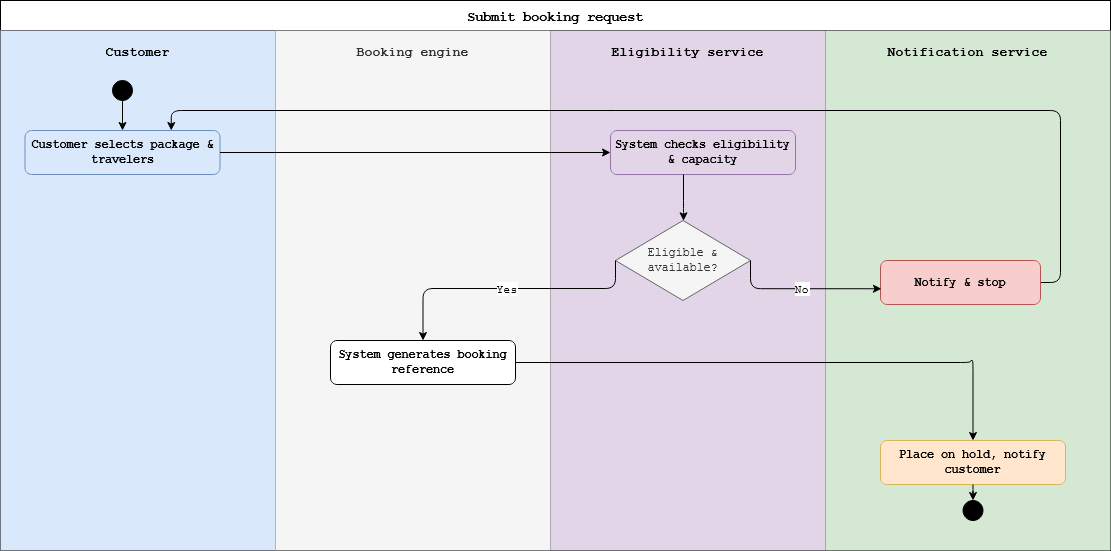 Submit booking request
Customer
Booking engine
Eligibility service
Notification service
Customer selects package &
travelers
System checks eligibility
& capacity
Eligible &
available?
Yes
No
Notify & stop
System generates booking
reference
Place on hold, notify
customer